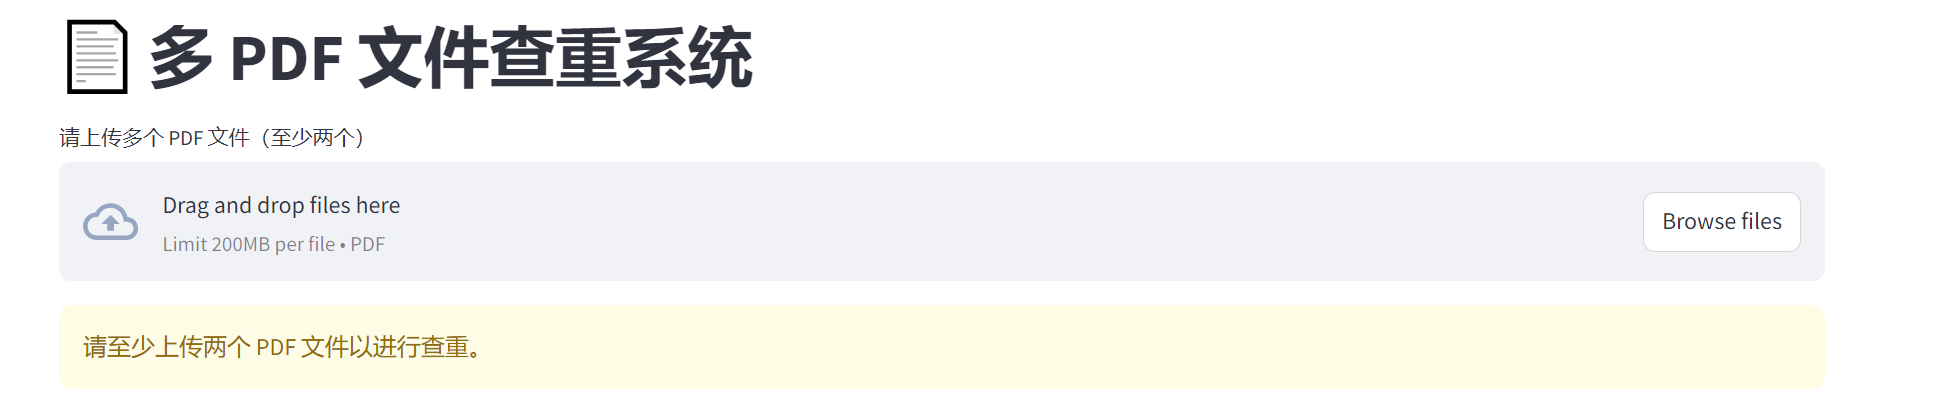 多 PDF 文件查重系统
请上传多个 PDF 文件（至少两个）
Drag and drop files here
Limit 200MB per file • PDF
Browse files
请至少上传两个 PDF 文件以进行查重。